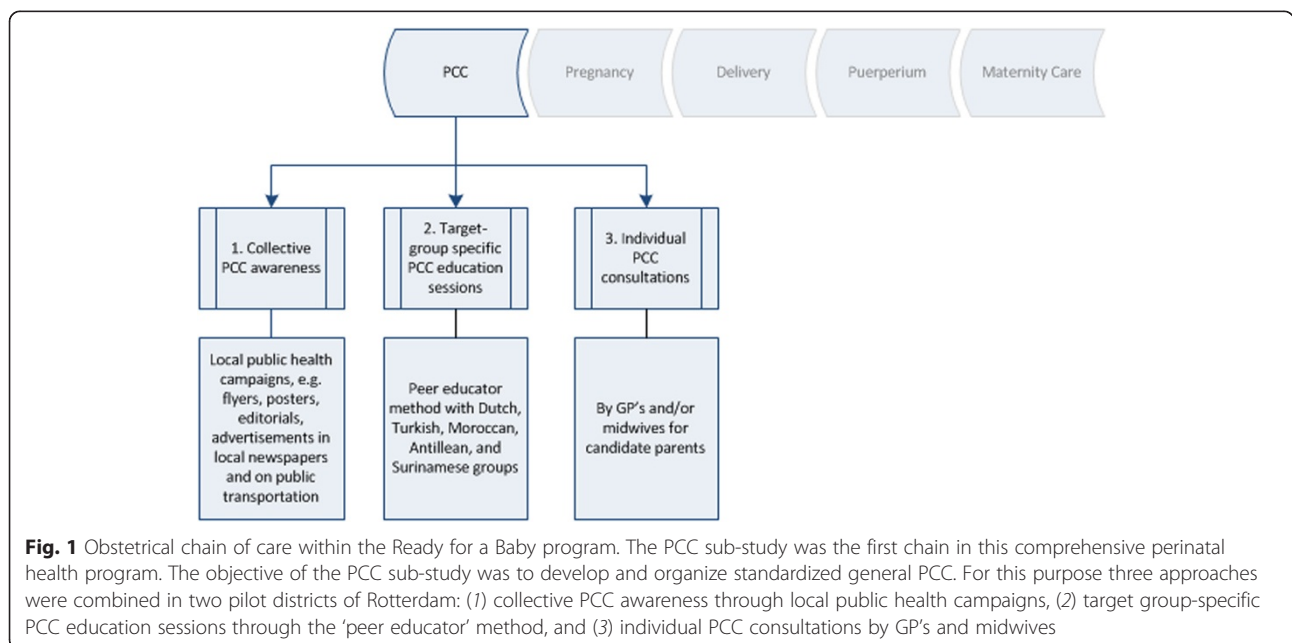 PCC
Pregnancy
Delivery
Puerperium
Maternity Care
1. Collective
PCC awareness
2. Target-
group specific
PCC education
sessions
3. Individual
PCC
consultations
Local public health
campaigns, e.g.
flyers, posters,
editorials,
advertisements in
local newspapers
and on public
transportation
Peer educator
method with Dutch,
Turkish, Moroccan,
Antillean, and
Surinamese groups
By GP's and/or
midwives for
candidate parents
Fig. 1 Obstetrical chain of care within the Ready for a Baby program. The PCC sub-study was the first chain in this comprehensive perinatal
health program. The objective of the PCC sub-study was to develop and organize standardized general PCC. For this purpose three approaches
were combined in two pilot districts of Rotterdam: (1) collective PCC awareness through local public health campaigns, (2) target group-specific
PCC education sessions through the ‘peer educator’ method, and (3) individual PCC consultations by GP's and midwives